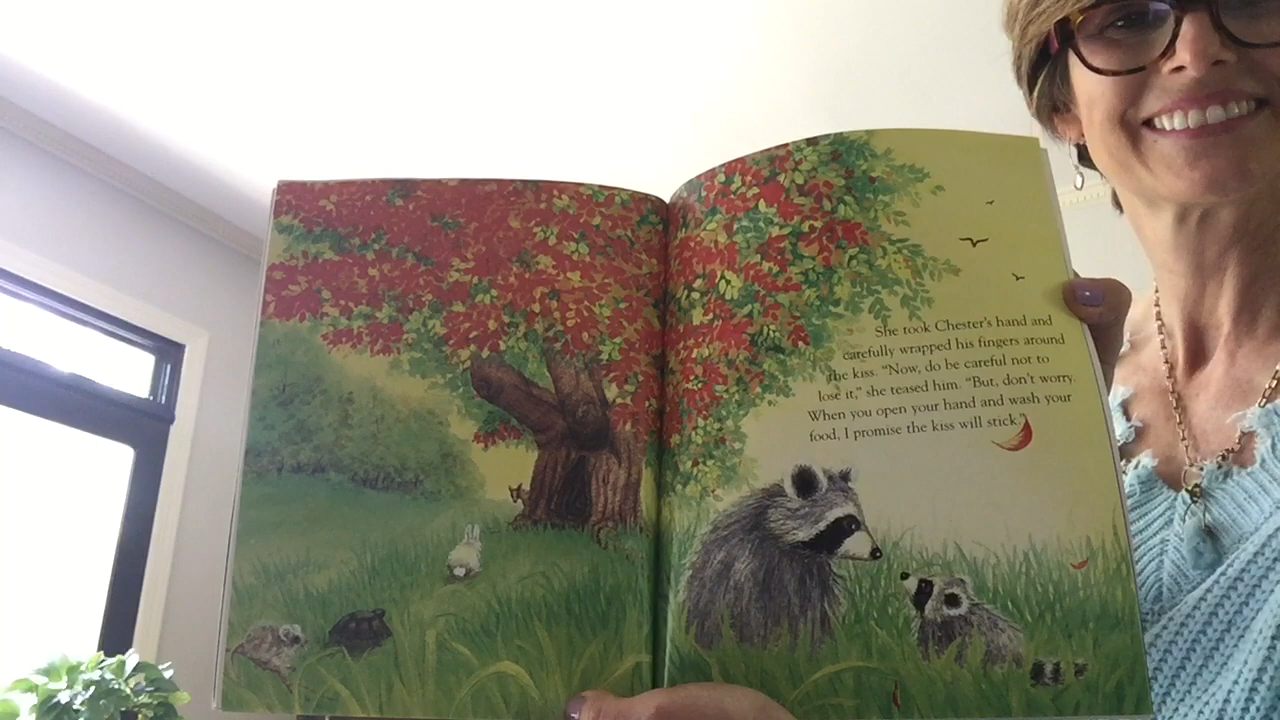 She took Chester's hand and
carefully wrapped his fingers around
the kiss. "Now, do be careful not to
lose it," she teased him. "But, don't worry.
When you open your hand and wash your
food, I promise the kiss will stick."